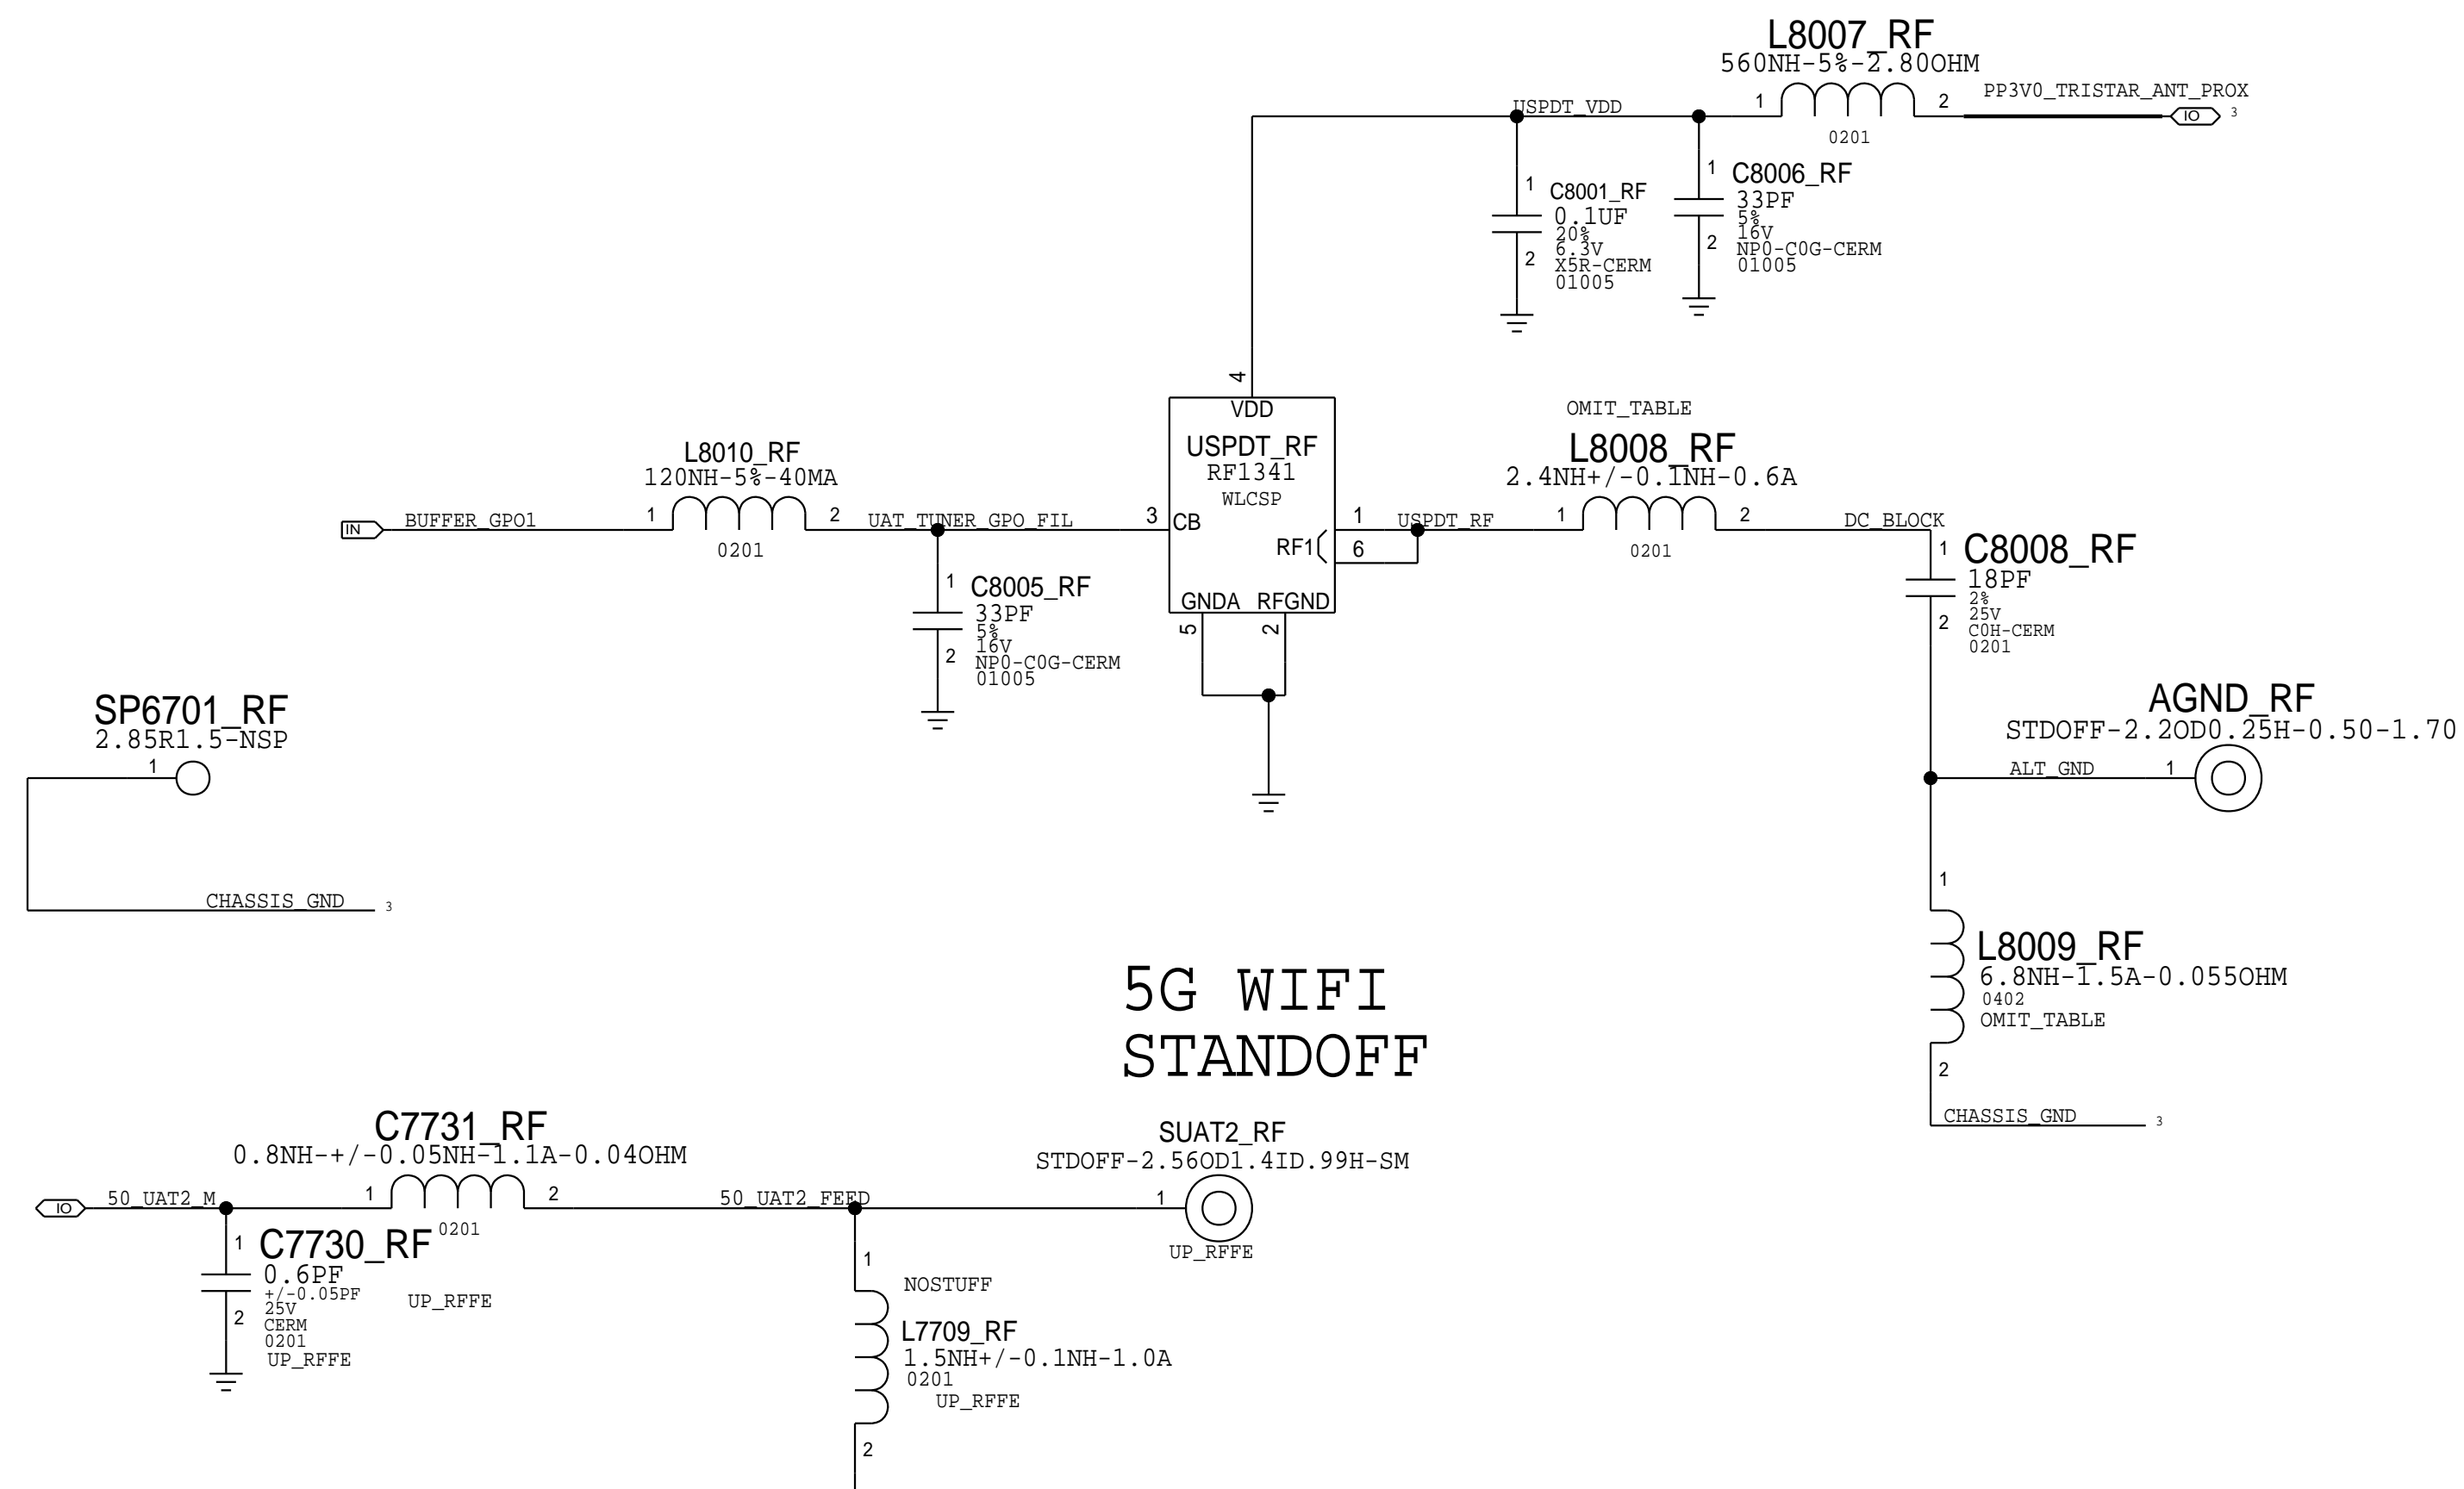 L8007_RF
560NH-5%-2.80OHM
PP3V0_TRISTAR_ANT_PROX
1
2
IO
3
0201
USPDT_VDD
1
C8001_RF
0.1UF
20%
6.3V
2
X5R-CERM
01005
1
C8006_RF
33PF
5%
16V
2
NP0-C0G-CERM
01005
4
VDD
USPDT_RF
RF1341
WLCSP
3
CB
1
RF1
6
GNDA
RFGND
5
2
L8010_RF
120NH-5%-40MA
IN
BUFFER_GPO1
1
2
0201
UAT_TUNER_GPO_FIL
1
C8005_RF
33PF
5%
16V
2
NP0-C0G-CERM
01005
OMIT_TABLE
L8008_RF
2.4NH+/-0.1NH-0.6A
USPDT_RF
1
2
0201
DC_BLOCK
1
C8008_RF
18PF
2%
25V
2
C0H-CERM
0201
AGND_RF
STDOFF-2.2OD0.25H-0.50-1.70
ALT_GND
1
SP6701_RF
2.85R1.5-NSP
1
CHASSIS_GND
3
1
L8009_RF
6.8NH-1.5A-0.055OHM
0402
OMIT_TABLE
2
CHASSIS_GND
3
5G WIFI
STANDOFF
C7731_RF
0.8NH-+/-0.05NH-1.1A-0.04OHM
IO
50_UAT2_M
1
2
0201
UP_RFFE
50_UAT2_FEED
SUAT2_RF
STDOFF-2.56OD1.4ID.99H-SM
1
UP_RFFE
1
C7730_RF
0.6PF
+/-0.05PF
25V
2
CERM
0201
UP_RFFE
1
NOSTUFF
L7709_RF
1.5NH+/-0.1NH-1.0A
0201
UP_RFFE
2